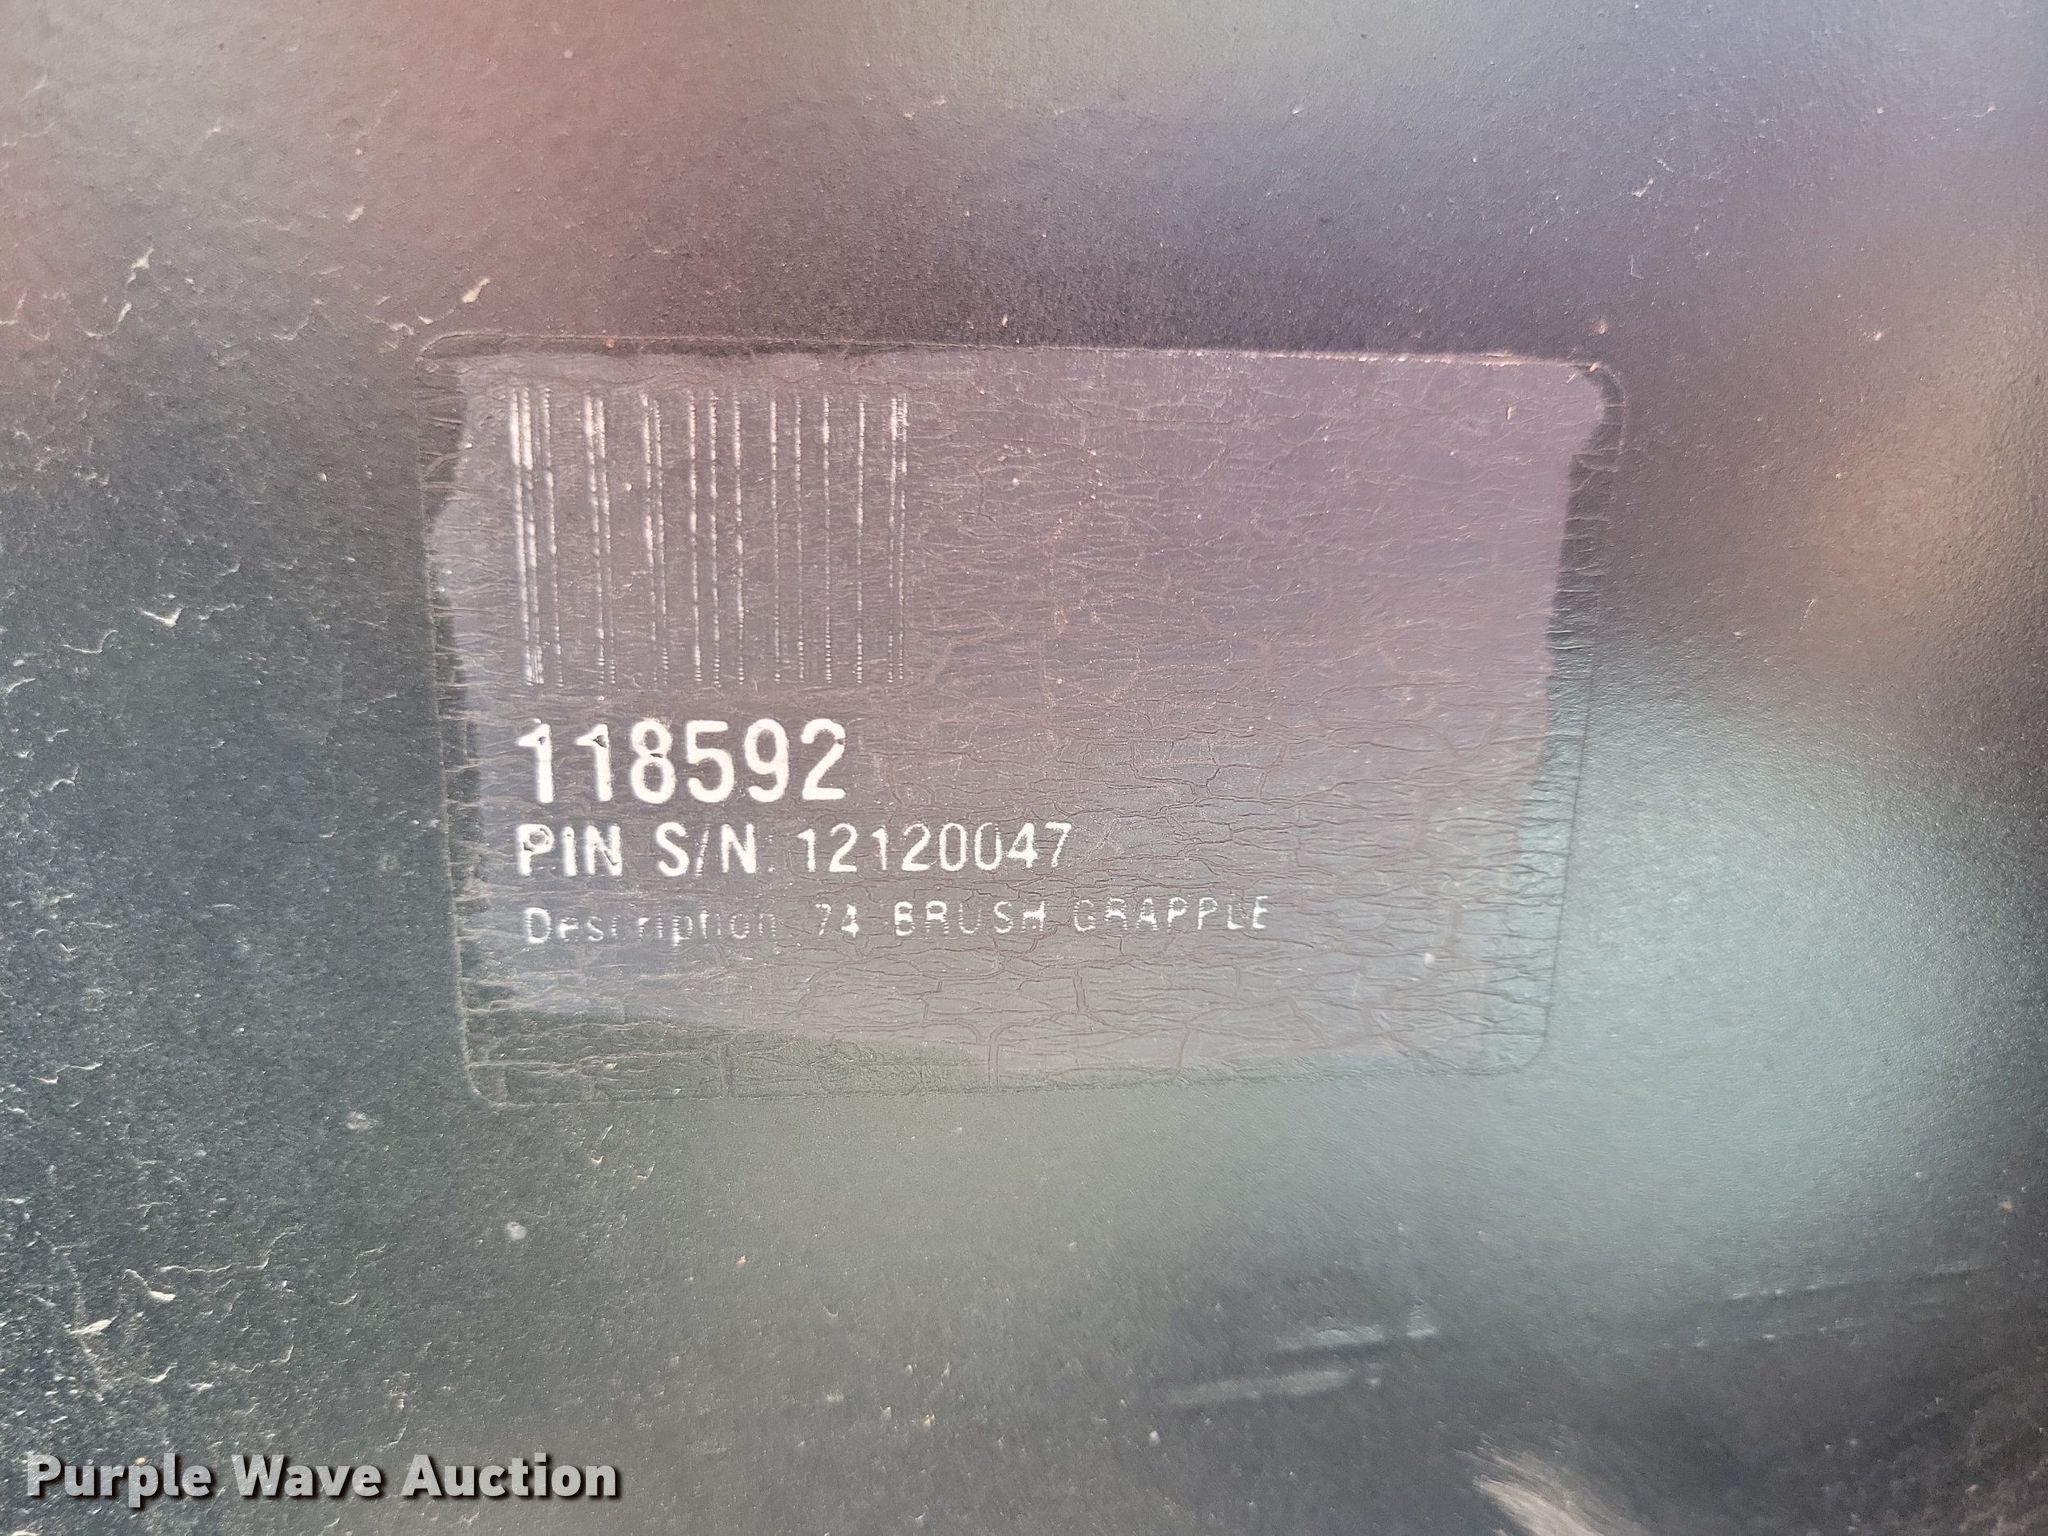 118592
PIN S/N: 12120047
Description: 74 BRUSH GRAPPLE
Purple Wave Auction